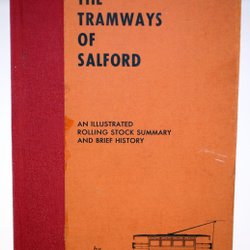 THE
TRAMWAYS
OF
SALFORD
AN ILLUSTRATED
ROLLING STOCK SUMMARY
AND BRIEF HISTORY